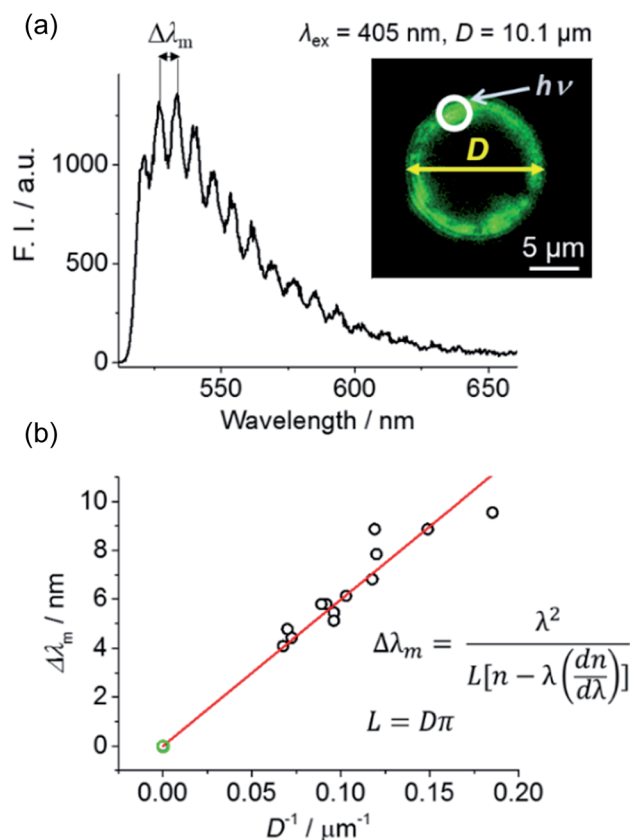 (a)
Δλm
λex = 405 nm, D = 10.1 μm
hν
D
5 μm
F. I. / a.u.
1000
500
0
550
600
650
Wavelength / nm
(b)
Δλm / nm
10
8
6
4
2
0
Δλm = λ² / L[n − λ(dn/dλ)]
L = Dπ
0.00
0.05
0.10
0.15
0.20
D⁻¹ / μm⁻¹